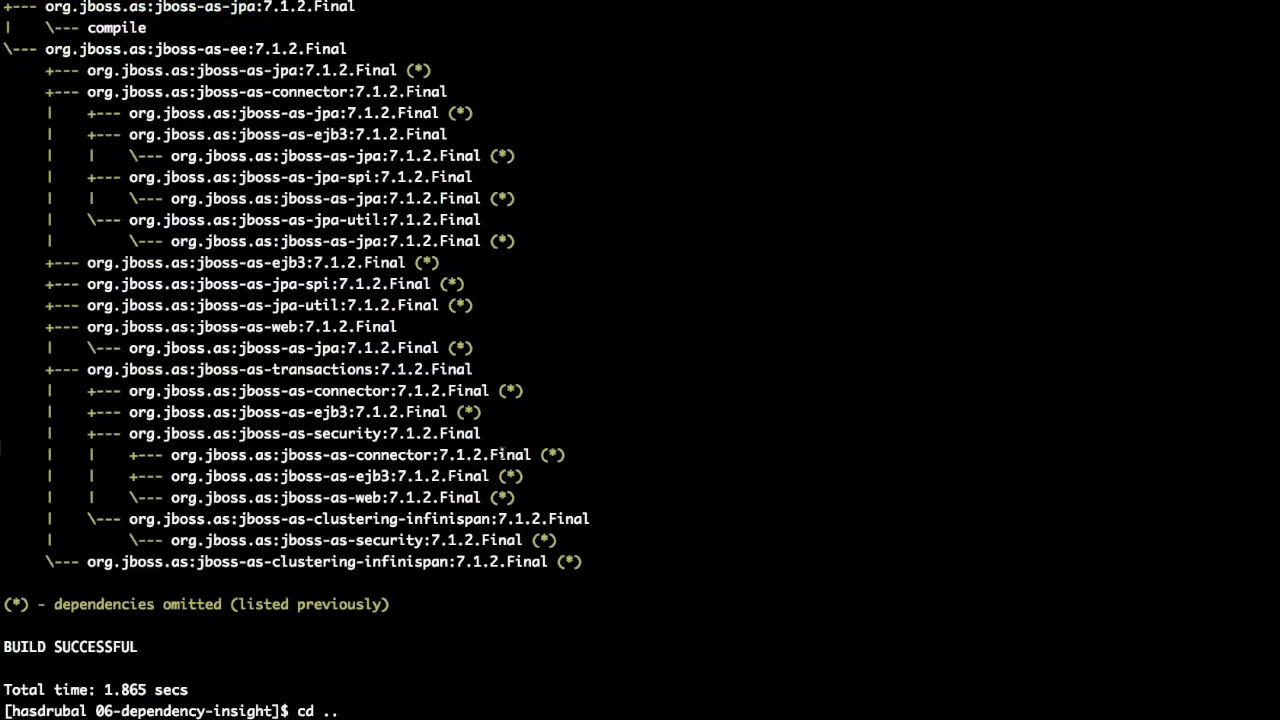 +--- org.jboss.as:jboss-as-jpa:7.1.2.Final
|    \--- compile
\--- org.jboss.as:jboss-as-ee:7.1.2.Final
     +--- org.jboss.as:jboss-as-jpa:7.1.2.Final (*)
     +--- org.jboss.as:jboss-as-connector:7.1.2.Final
     |    +--- org.jboss.as:jboss-as-jpa:7.1.2.Final (*)
     |    +--- org.jboss.as:jboss-as-ejb3:7.1.2.Final
     |    |    \--- org.jboss.as:jboss-as-jpa:7.1.2.Final (*)
     |    +--- org.jboss.as:jboss-as-jpa-spi:7.1.2.Final
     |    |    \--- org.jboss.as:jboss-as-jpa:7.1.2.Final (*)
     |    \--- org.jboss.as:jboss-as-jpa-util:7.1.2.Final
     |         \--- org.jboss.as:jboss-as-jpa:7.1.2.Final (*)
     +--- org.jboss.as:jboss-as-ejb3:7.1.2.Final (*)
     +--- org.jboss.as:jboss-as-jpa-spi:7.1.2.Final (*)
     +--- org.jboss.as:jboss-as-jpa-util:7.1.2.Final (*)
     +--- org.jboss.as:jboss-as-web:7.1.2.Final
     |    \--- org.jboss.as:jboss-as-jpa:7.1.2.Final (*)
     +--- org.jboss.as:jboss-as-transactions:7.1.2.Final
     |    +--- org.jboss.as:jboss-as-connector:7.1.2.Final (*)
     |    +--- org.jboss.as:jboss-as-ejb3:7.1.2.Final (*)
     |    +--- org.jboss.as:jboss-as-security:7.1.2.Final
     |    |    +--- org.jboss.as:jboss-as-connector:7.1.2.Final (*)
     |    |    +--- org.jboss.as:jboss-as-ejb3:7.1.2.Final (*)
     |    |    \--- org.jboss.as:jboss-as-web:7.1.2.Final (*)
     |    \--- org.jboss.as:jboss-as-clustering-infinispan:7.1.2.Final
     |         \--- org.jboss.as:jboss-as-security:7.1.2.Final (*)
     \--- org.jboss.as:jboss-as-clustering-infinispan:7.1.2.Final (*)
(*) - dependencies omitted (listed previously)
BUILD SUCCESSFUL
Total time: 1.865 secs
[hasdrubal 06-dependency-insight]$ cd ..